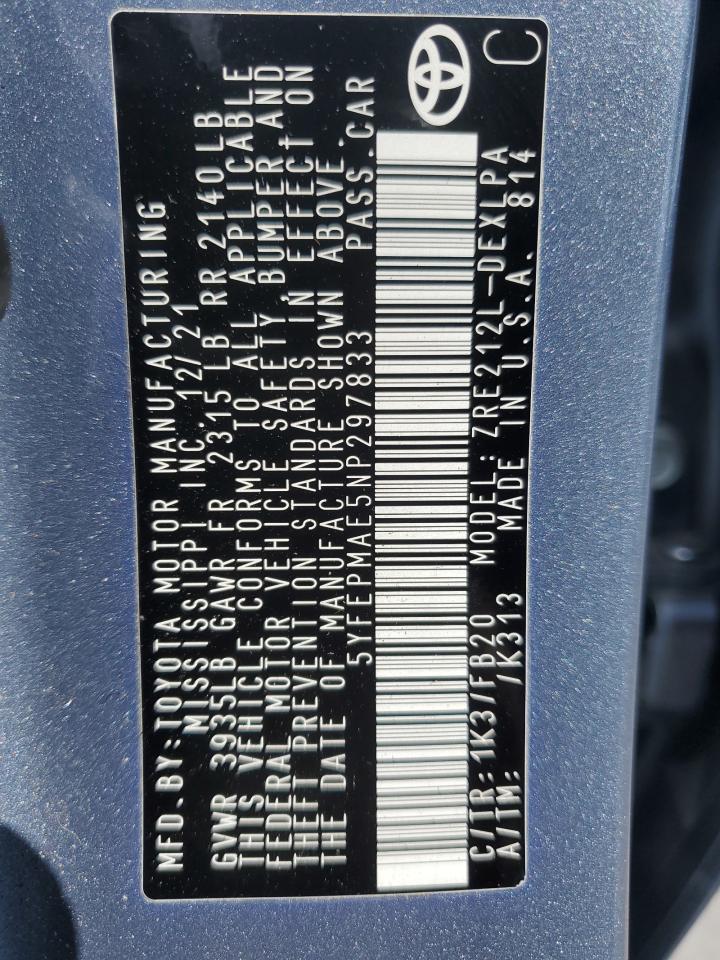 MFD.BY:TOYOTA MOTOR MANUFACTURING
MISSISSIPPI INC.12/21
GVWR 3935LB GAWR FR 2315 LB RR 2140 LB
THIS VEHICLE CONFORMS TO ALL APPLICABLE
FEDERAL MOTOR VEHICLE SAFETY,BUMPER AND
THEFT PREVENTION STANDARDS IN EFFECT ON
THE DATE OF MANUFACTURE SHOWN ABOVE.
5YFEPMAE5NP297833 PASS.CAR
C/TR:1K3/FB20 MODEL:ZRE212L-DEXLPA
A/TM: /K313 MADE IN U.S.A. 814
C